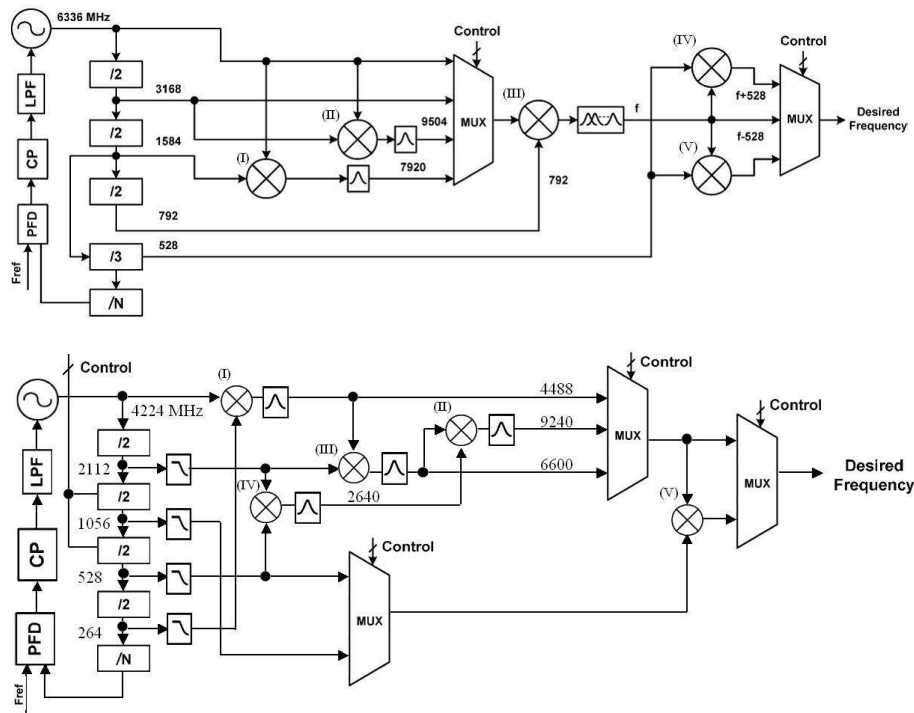 6336 MHz
Control
(IV)
Control
/2
LPF
3168
(III)
f+528
(II)
9504
f
/2
MUX
f-528
MUX
Desired
Frequency
1584
(I)
7920
CP
(V)
/2
792
792
PFD
528
/3
Fref
/N
Control
Control
(I)
4224 MHz
4488
Control
(II)
/2
9240
LPF
(III)
MUX
Desired
Frequency
2112
6600
MUX
(IV)
/2
2640
(V)
1056
CP
/2
Control
528
/2
MUX
264
PFD
/N
Fref